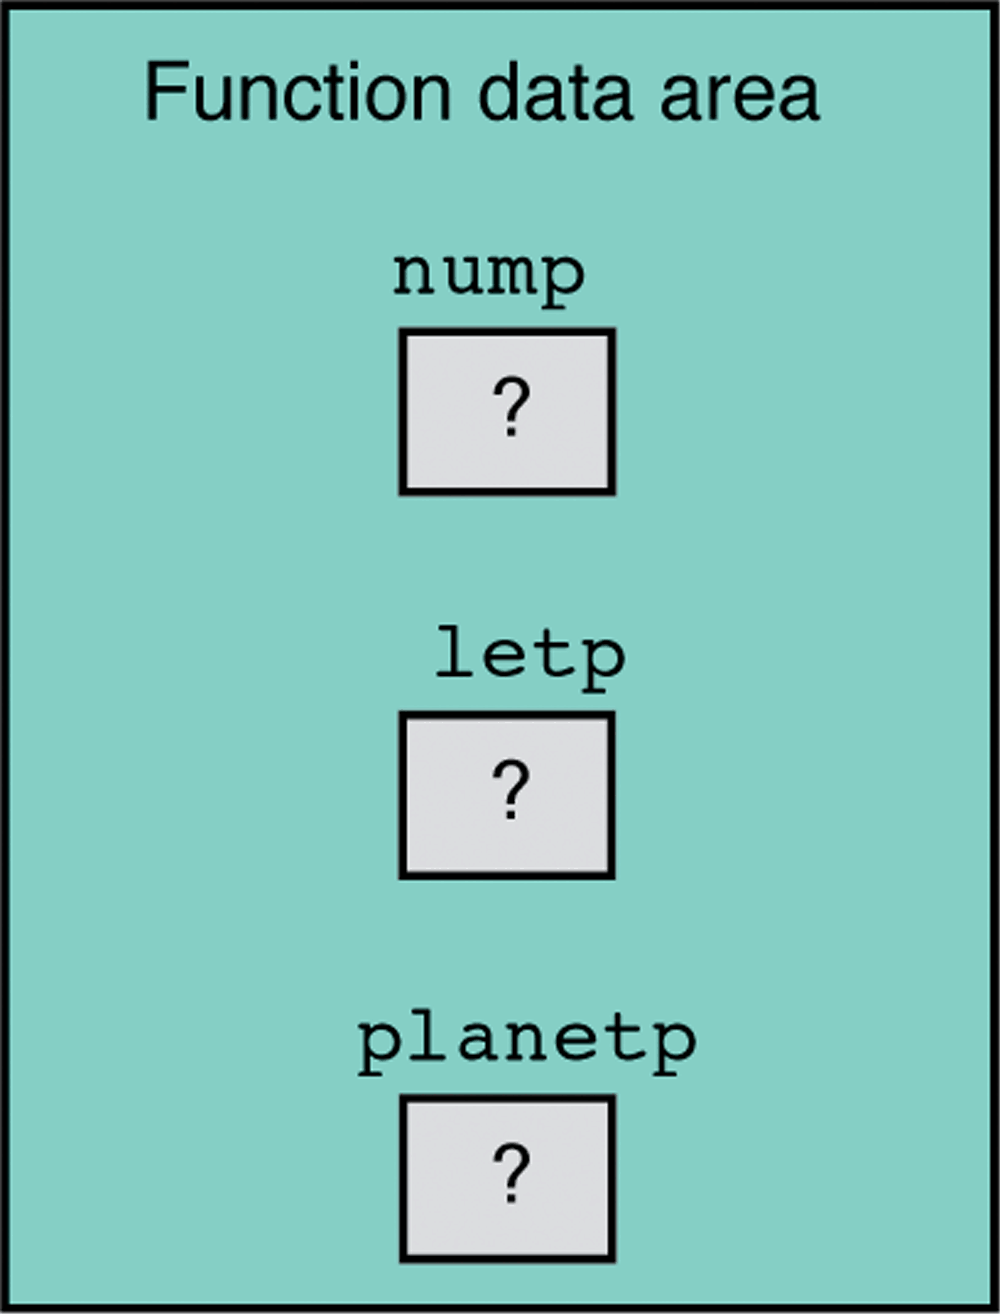 Function data area
nump
?
letp
?
planetp
?